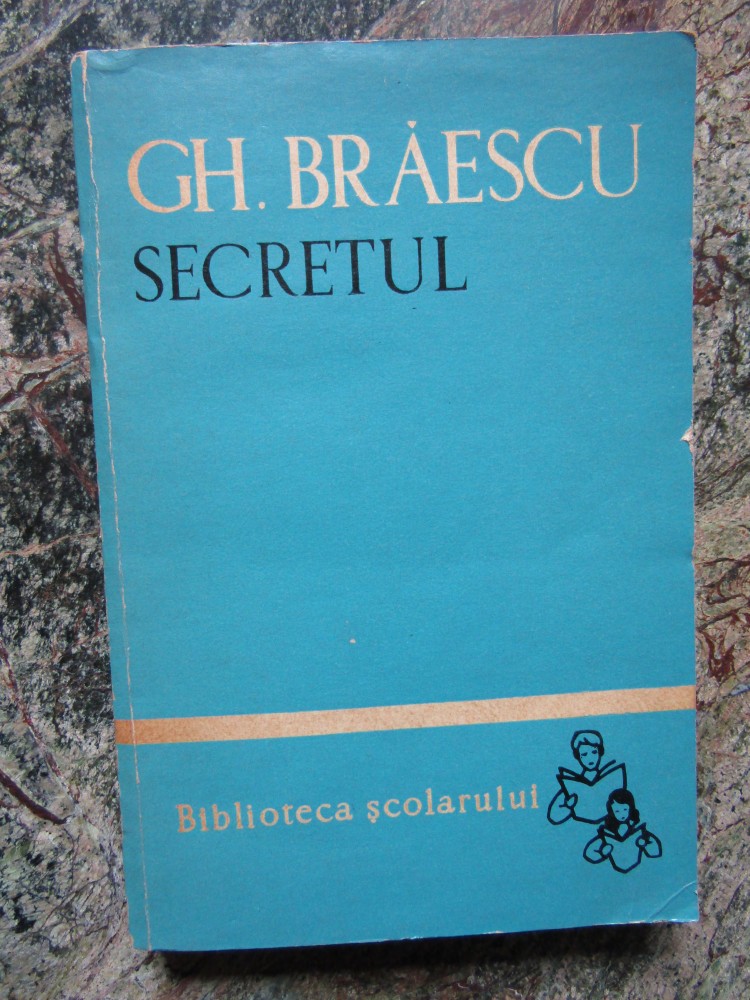 GH. BRĂESCU
SECRETUL
Biblioteca școlarului